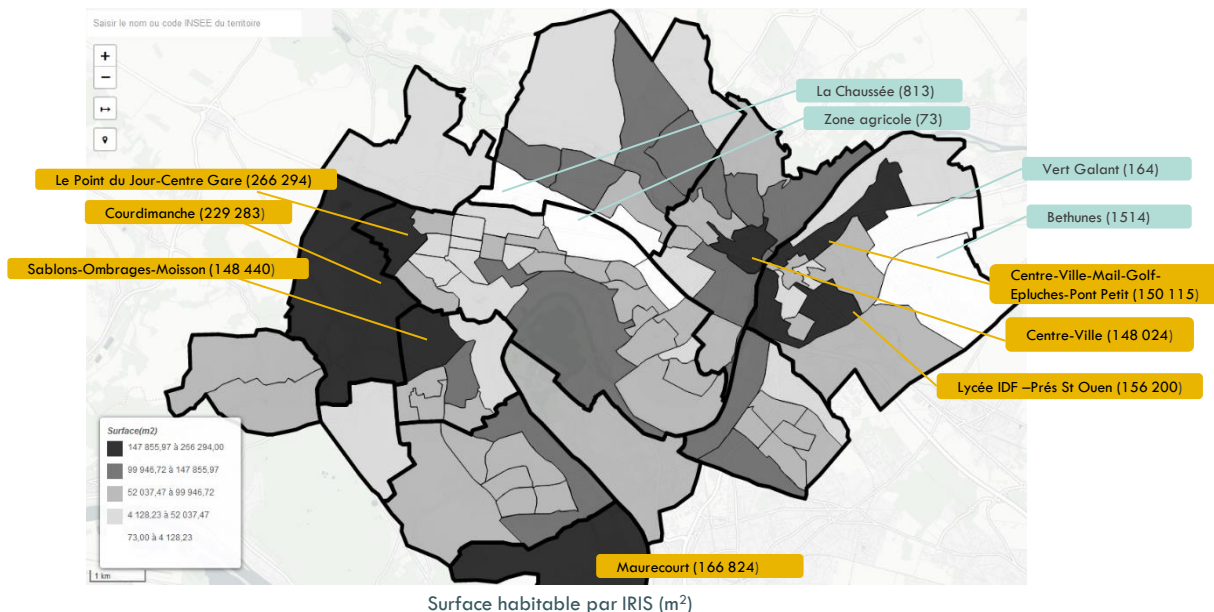 Saisir le nom ou code INSEE du territoire
+
−
La Chaussée (813)
Zone agricole (73)
Vert Galant (164)
Bethunes (1514)
Le Point du Jour-Centre Gare (266 294)
Courdimanche (229 283)
Sablons-Ombrages-Moisson (148 440)
Centre-Ville-Mail-Golf-
Epluches-Pont Petit (150 115)
Centre-Ville (148 024)
Lycée IDF –Prés St Ouen (156 200)
Surface(m2)
147 855,97 à 266 294,00
99 946,72 à 147 855,97
52 037,47 à 99 946,72
4 128,23 à 52 037,47
73,00 à 4 128,23
1 km
Maurecourt (166 824)
Surface habitable par IRIS (m²)